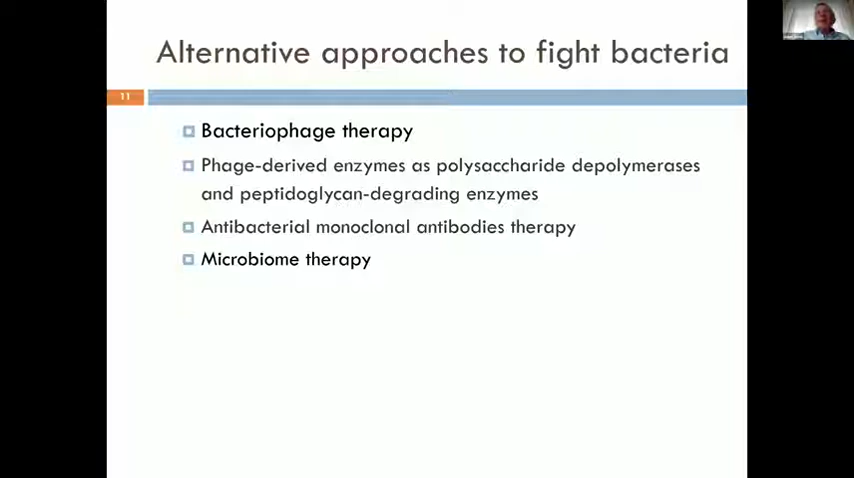 Alternative approaches to fight bacteria
11
Bacteriophage therapy
Phage-derived enzymes as polysaccharide depolymerases
and peptidoglycan-degrading enzymes
Antibacterial monoclonal antibodies therapy
Microbiome therapy